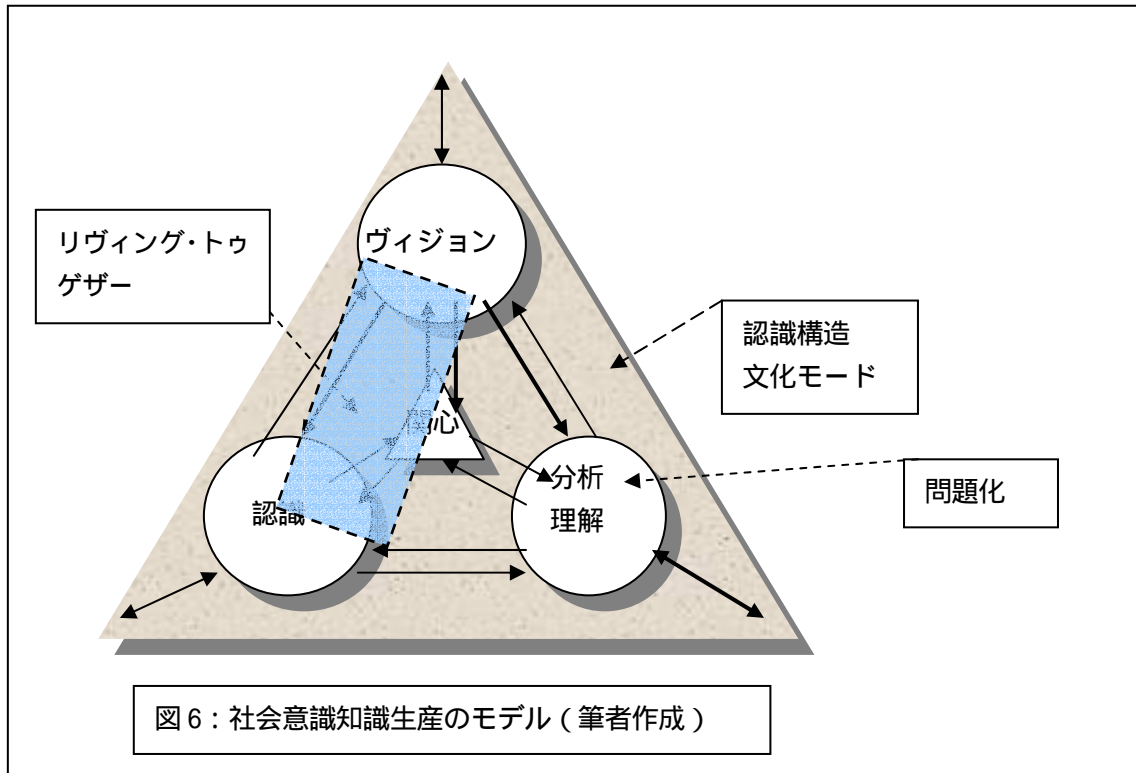 リヴィング・トゥ
ゲザー
ヴィジョン
認識構造
文化モード
関心
分析
理解
認識
問題化
図6：社会意識知識生産のモデル（筆者作成）